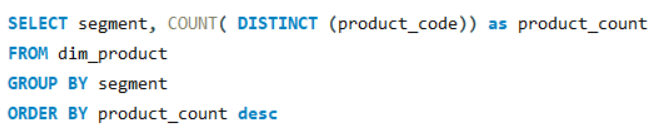 SELECT segment, COUNT( DISTINCT (product_code)) as product_count
FROM dim_product
GROUP BY segment
ORDER BY product_count desc